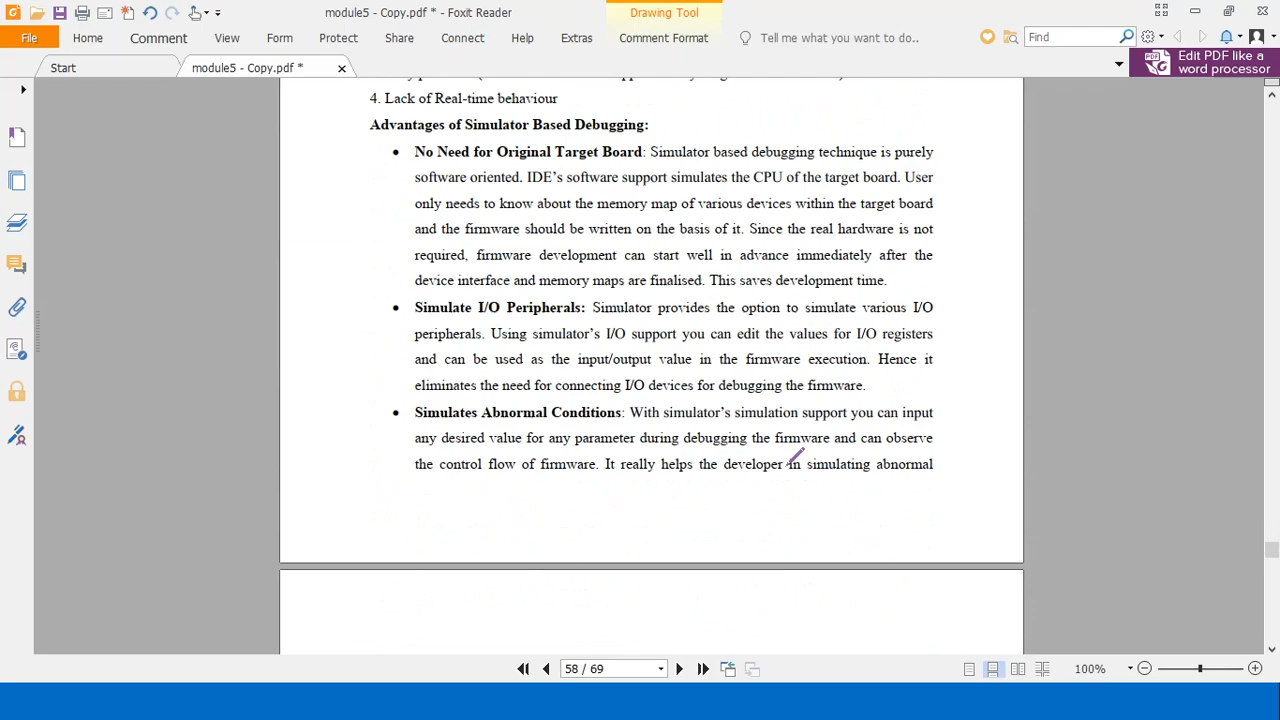 module5 - Copy.pdf * - Foxit Reader
Drawing Tool
File Home Comment View Form Protect Share Connect Help Extras Comment Format Tell me what you want to do.. Find
Start module5 - Copy.pdf *
Edit PDF like a
word processor
4. Lack of Real-time behaviour
Advantages of Simulator Based Debugging:
• No Need for Original Target Board: Simulator based debugging technique is purely
software oriented. IDE’s software support simulates the CPU of the target board. User
only needs to know about the memory map of various devices within the target board
and the firmware should be written on the basis of it. Since the real hardware is not
required, firmware development can start well in advance immediately after the
device interface and memory maps are finalised. This saves development time.
• Simulate I/O Peripherals: Simulator provides the option to simulate various I/O
peripherals. Using simulator’s I/O support you can edit the values for I/O registers
and can be used as the input/output value in the firmware execution. Hence it
eliminates the need for connecting I/O devices for debugging the firmware.
• Simulates Abnormal Conditions: With simulator’s simulation support you can input
any desired value for any parameter during debugging the firmware and can observe
the control flow of firmware. It really helps the developer in simulating abnormal
58 / 69
100%